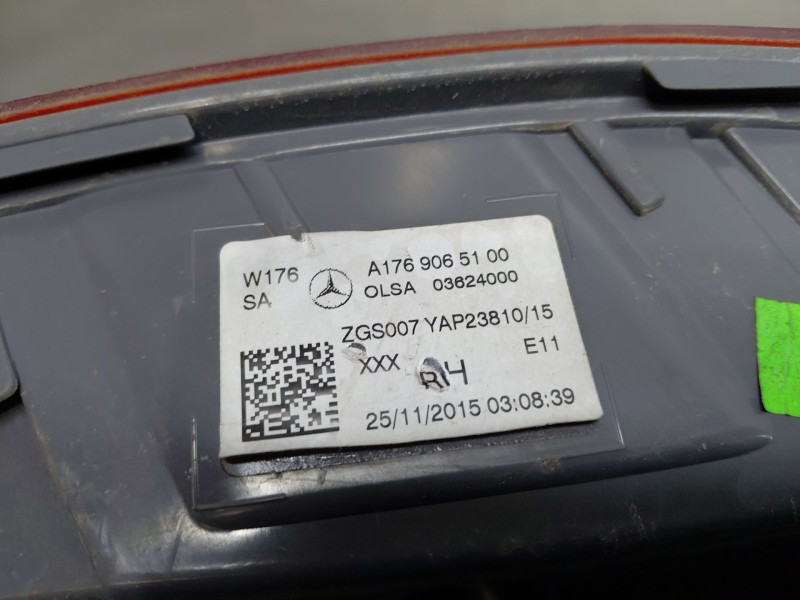 W176 A176 906 51 00
SA OLSA 03624000
ZGS007 YAP23810/15
XXX RH E11
25/11/2015 03:08:39